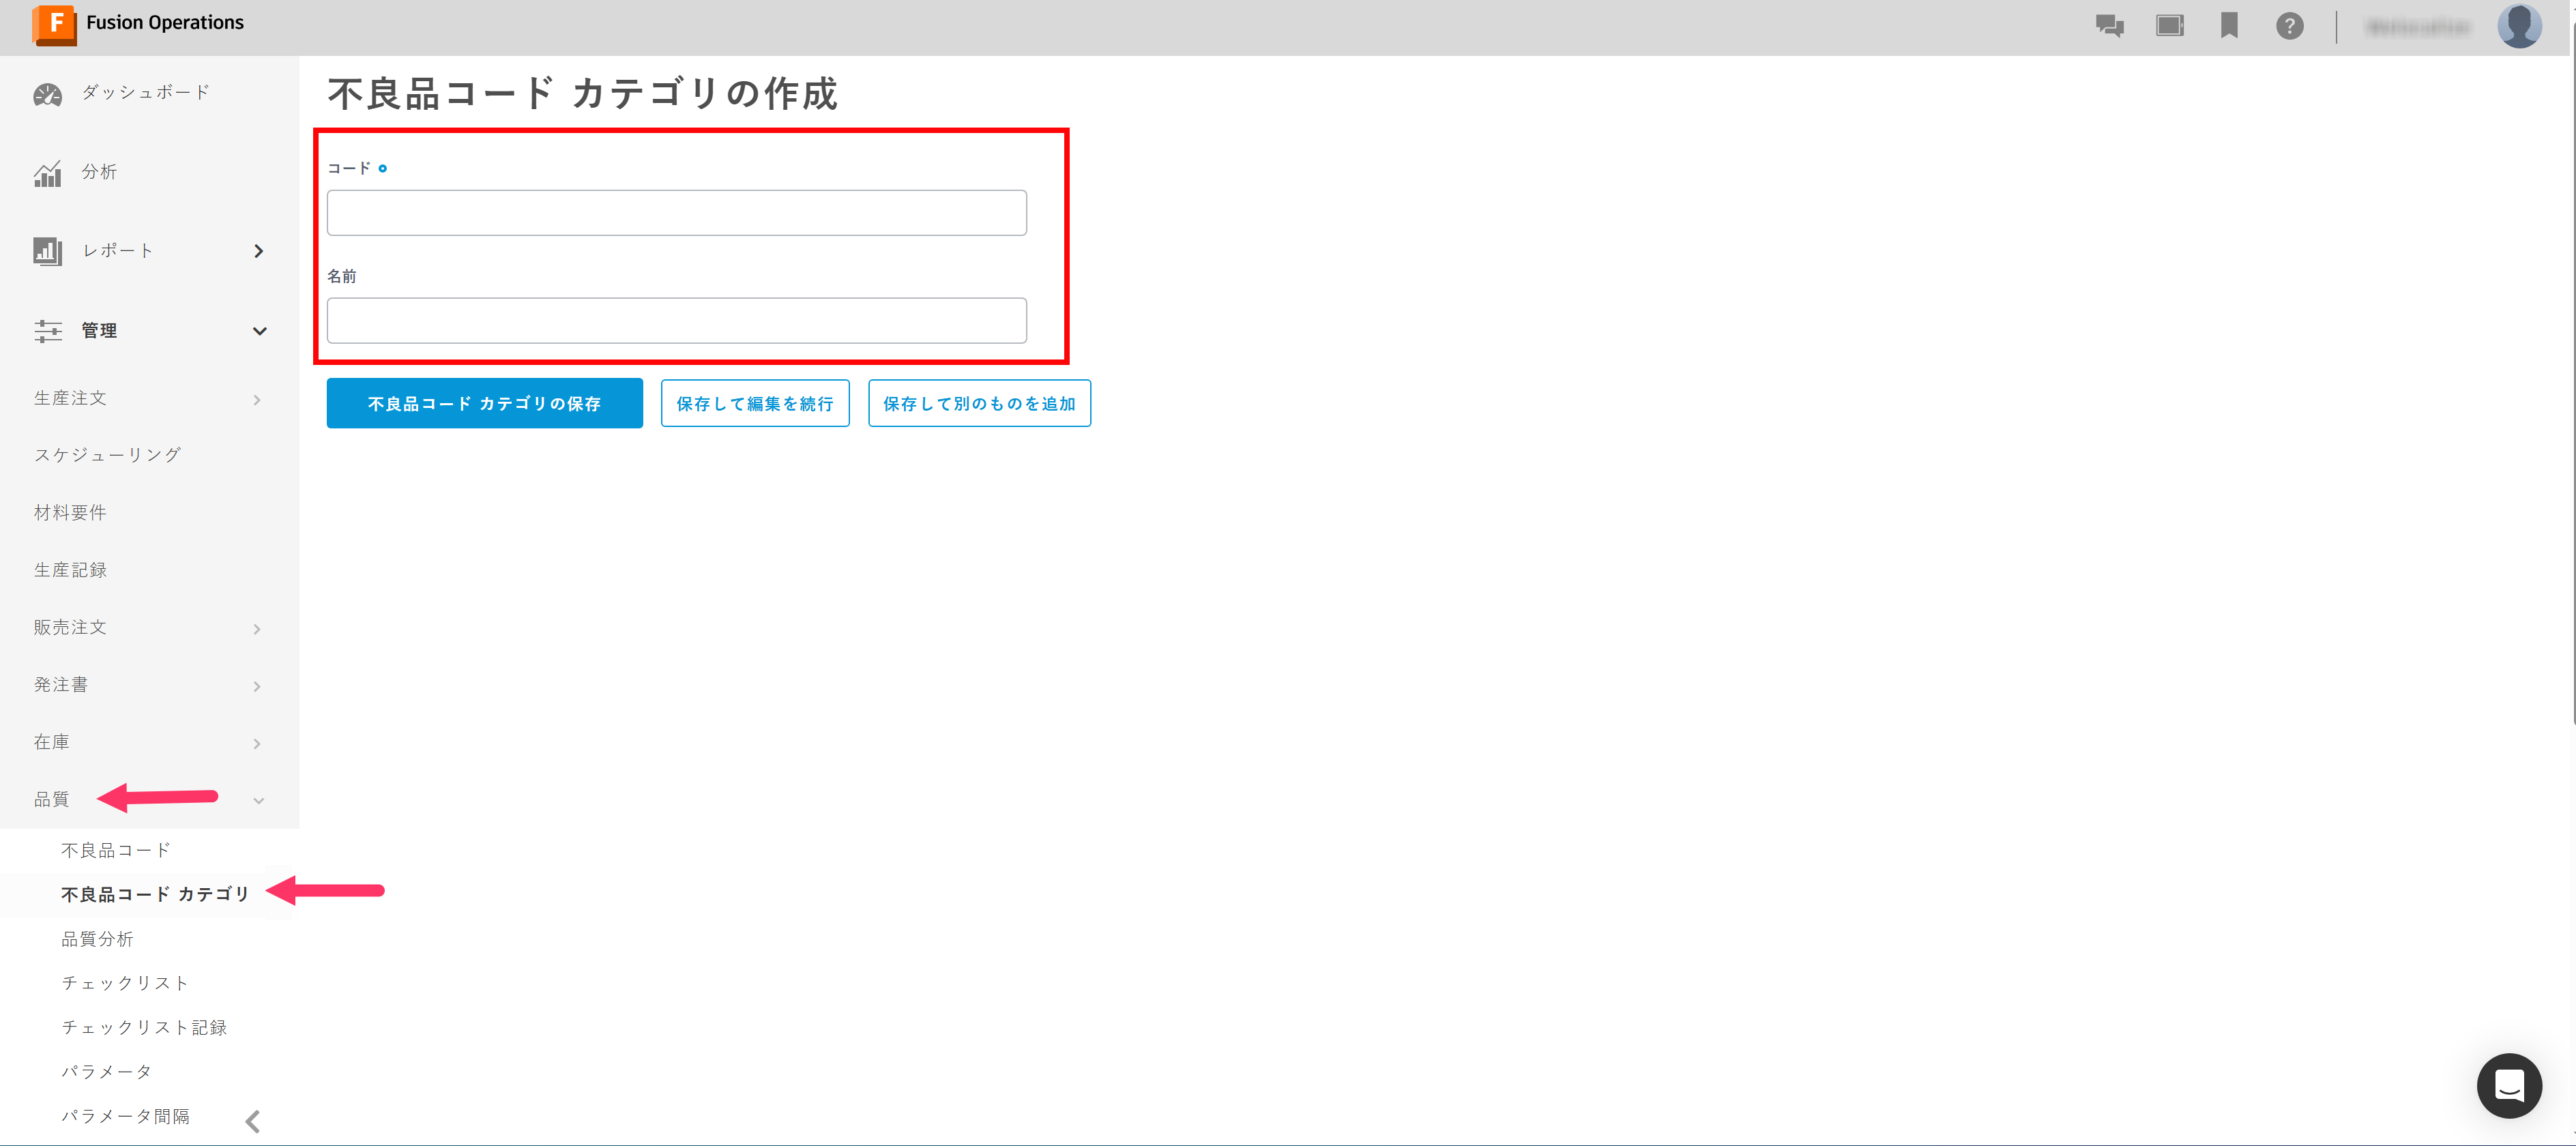 Fusion Operations
ダッシュボード
分析
レポート
管理
生産注文
スケジューリング
材料要件
生産記録
販売注文
発注書
在庫
品質
不良品コード
不良品コード カテゴリ
品質分析
チェックリスト
チェックリスト記録
パラメータ
パラメータ間隔
不良品コード カテゴリの作成
コード
名前
不良品コード カテゴリの保存
保存して編集を続行
保存して別のものを追加